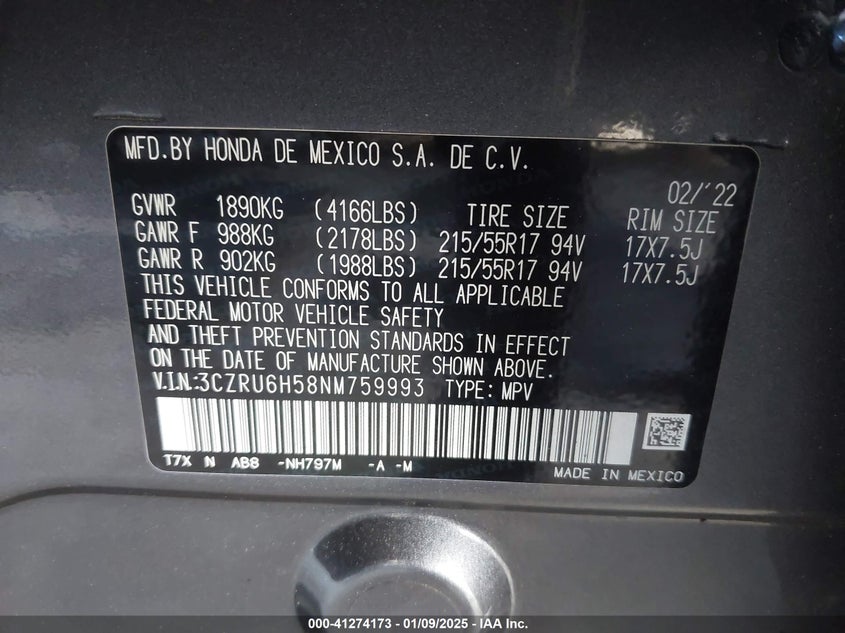 MFD.BY HONDA DE MEXICO S.A. DE C.V.
02/'22
GVWR 1890KG (4166LBS) TIRE SIZE RIM SIZE
GAWR F 988KG (2178LBS) 215/55R17 94V 17X7.5J
GAWR R 902KG (1988LBS) 215/55R17 94V 17X7.5J
THIS VEHICLE CONFORMS TO ALL APPLICABLE
FEDERAL MOTOR VEHICLE SAFETY
AND THEFT PREVENTION STANDARDS IN EFFECT
ON THE DATE OF MANUFACTURE SHOWN ABOVE.
V.I.N.:3CZRU6H58NM759993 TYPE: MPV
T7X N AB8 -NH797M -A -M
MADE IN MEXICO
000-41274173 - 01/09/2025 - IAA Inc.